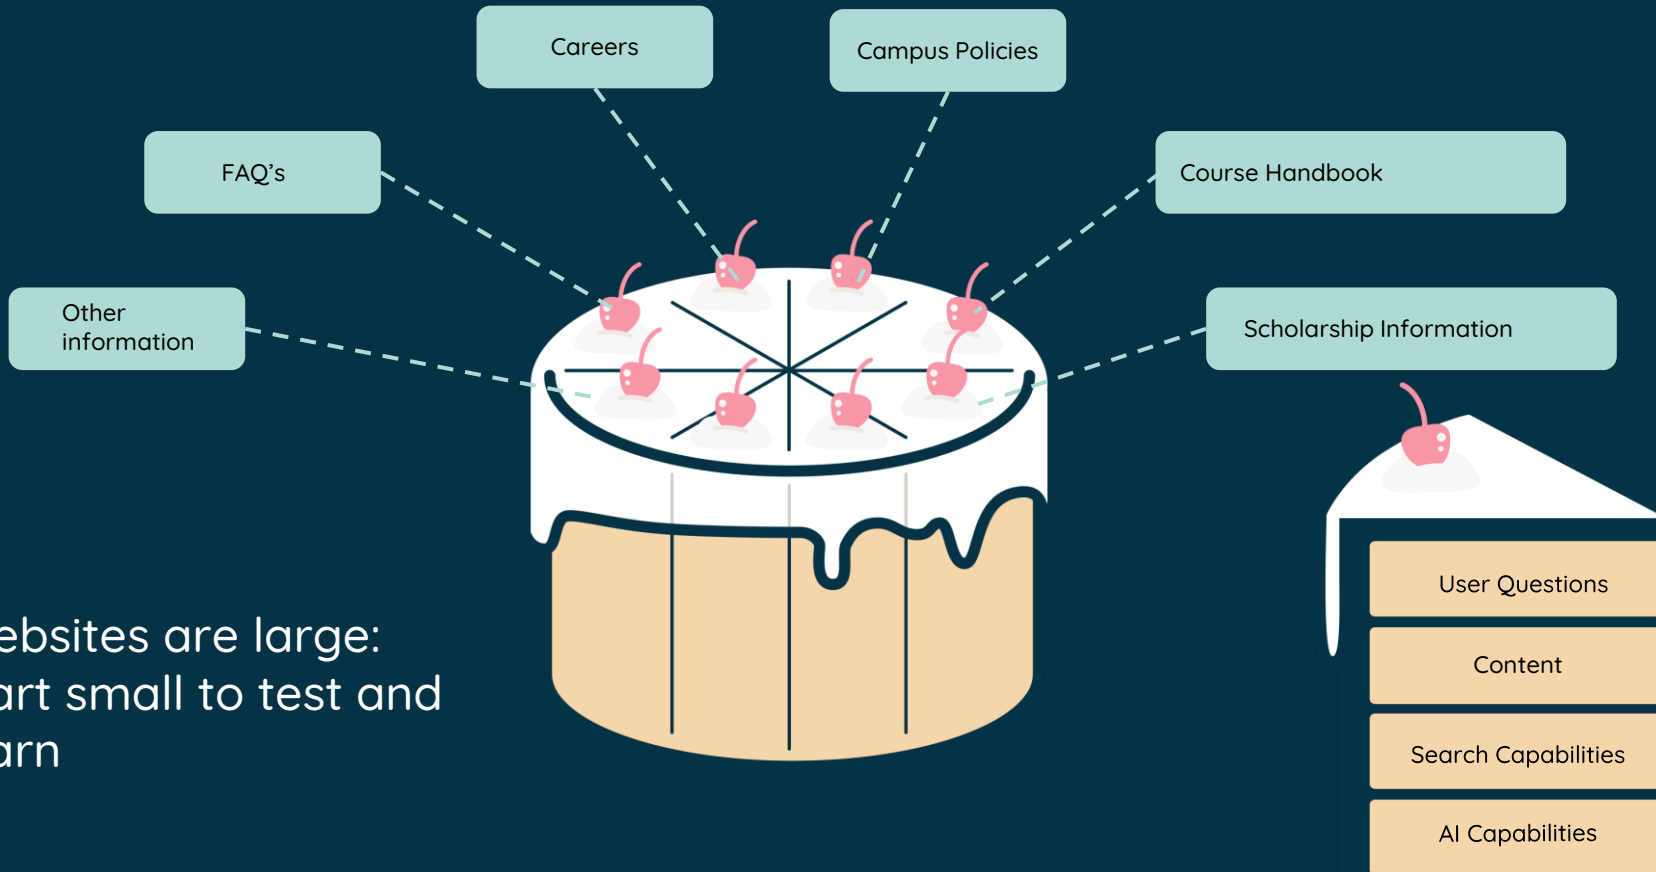 Careers
Campus Policies
FAQ’s
Course Handbook
Other
information
Scholarship Information
User Questions
Content
Search Capabilities
AI Capabilities
ebsites are large:
art small to test and
arn